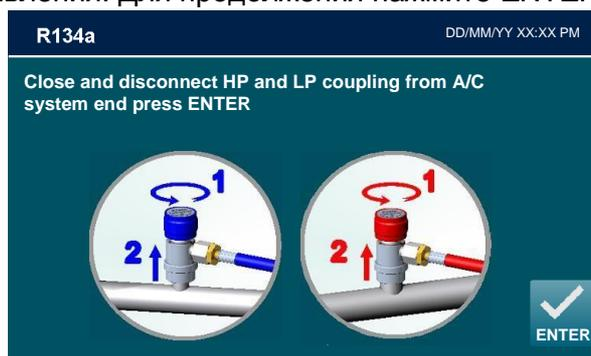 для продолжения нажмите
R134a
DD/MM/YY XX:XX PM
Close and disconnect HP and LP coupling from A/C
system end press ENTER
1
1
2
2
ENTER